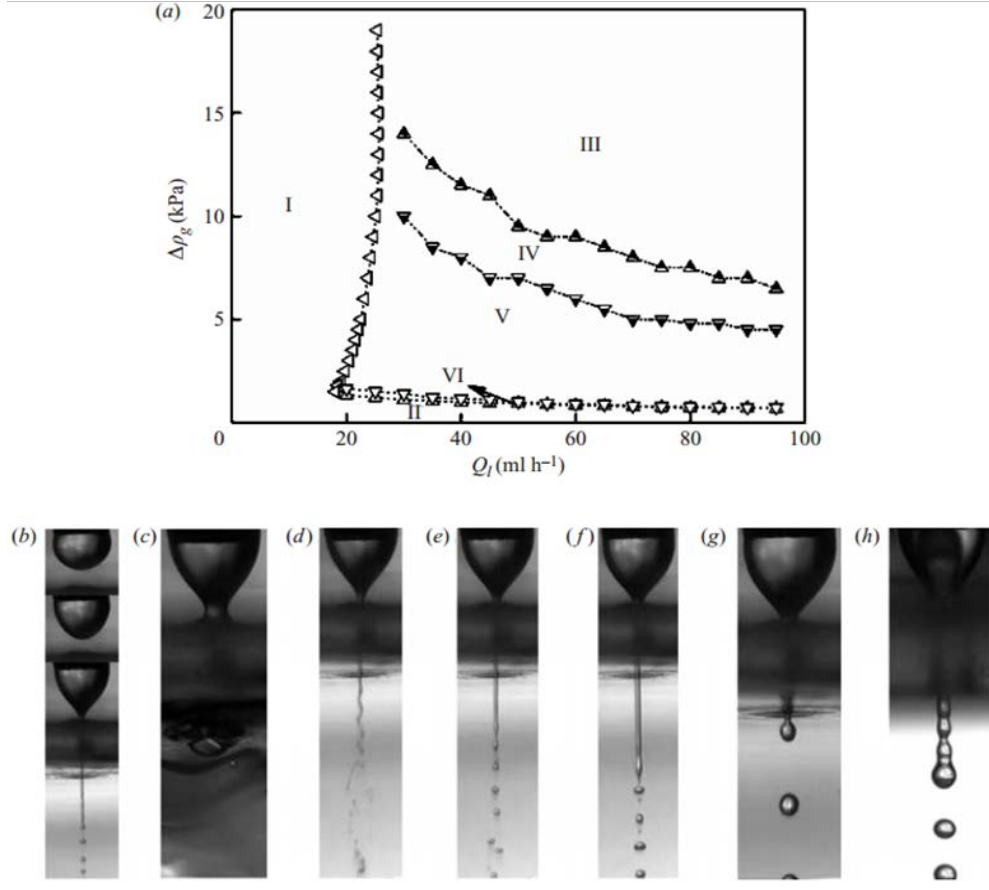 (a)
20
15
10
5
0
20
40
60
80
100
Δp_g (kPa)
Q_l (ml h⁻¹)
I
II
III
IV
V
VI
(b)
(c)
(d)
(e)
(f)
(g)
(h)